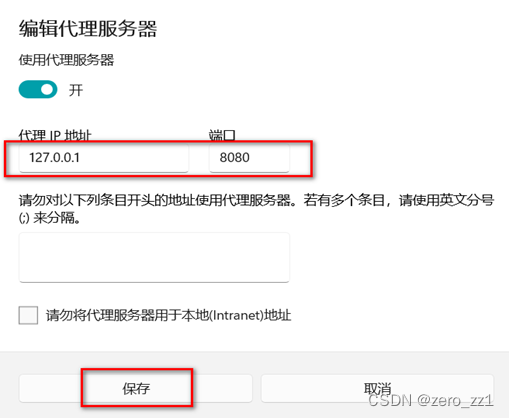 编辑代理服务器
使用代理服务器
开
代理 IP 地址 端口
127.0.0.1 8080
请勿对以下列条目开头的地址使用代理服务器。若有多个条目，请使用英文分号
(;) 来分隔。
请勿将代理服务器用于本地(Intranet)地址
保存 取消
CSDN @zero_zz1